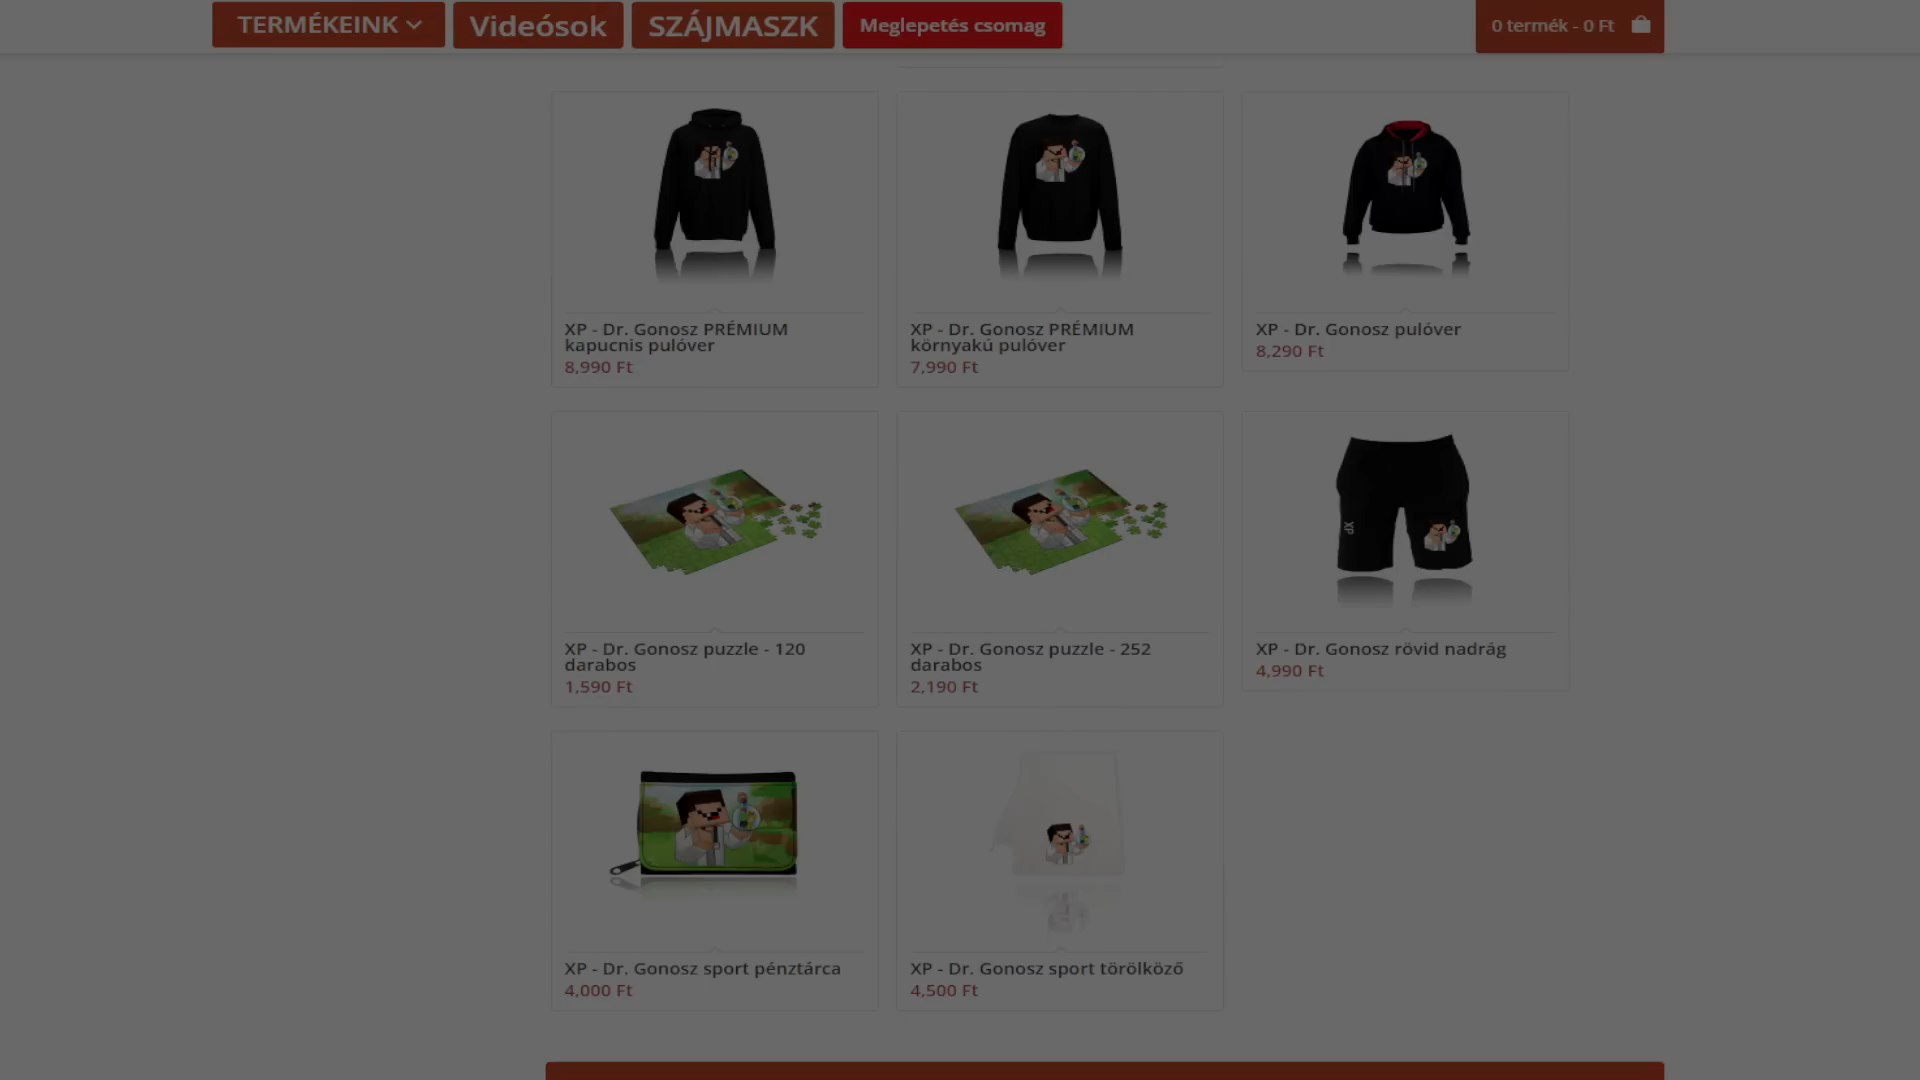 TERMÉKEINK
Videósok
SZÁJMASZK
Meglepetés csomag
0 termék - 0 Ft
XP - Dr. Gonosz PRÉMIUM
kapucnis pulóver
8,990 Ft
XP - Dr. Gonosz PRÉMIUM
környakú pulóver
7,990 Ft
XP - Dr. Gonosz pulóver
8,290 Ft
XP - Dr. Gonosz puzzle - 120
darabos
1,590 Ft
XP - Dr. Gonosz puzzle - 252
darabos
2,190 Ft
XP
XP - Dr. Gonosz rövid nadrág
4,990 Ft
XP - Dr. Gonosz sport pénztárca
4,000 Ft
XP - Dr. Gonosz sport törölköző
4,500 Ft